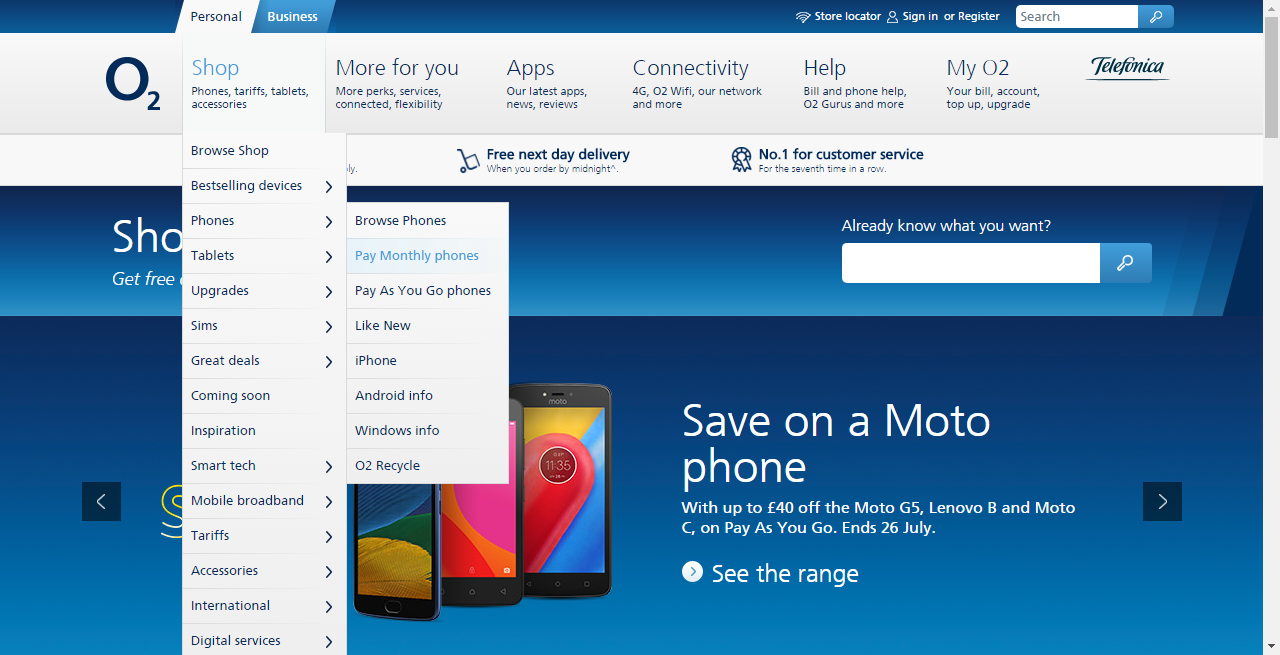 Personal
Business
Store locator
Sign in or Register
Search
O2
Shop
Phones, tariffs, tablets,
accessories
More for you
More perks, services,
connected, flexibility
Apps
Our latest apps,
news, reviews
Connectivity
4G, O2 Wifi, our network
and more
Help
Bill and phone help,
O2 Gurus and more
My O2
Your bill, account,
top up, upgrade
Telefónica
Free next day delivery
When you order by midnight^.
No.1 for customer service
For the seventh time in a row.
Get free
Already know what you want?
Browse Shop
Bestselling devices
Phones
Tablets
Upgrades
Sims
Great deals
Coming soon
Inspiration
Smart tech
Mobile broadband
Tariffs
Accessories
International
Digital services
Browse Phones
Pay Monthly phones
Pay As You Go phones
Like New
iPhone
Android info
Windows info
O2 Recycle
moto
11:35
Save on a Moto
phone
With up to £40 off the Moto G5, Lenovo B and Moto
C, on Pay As You Go. Ends 26 July.
See the range